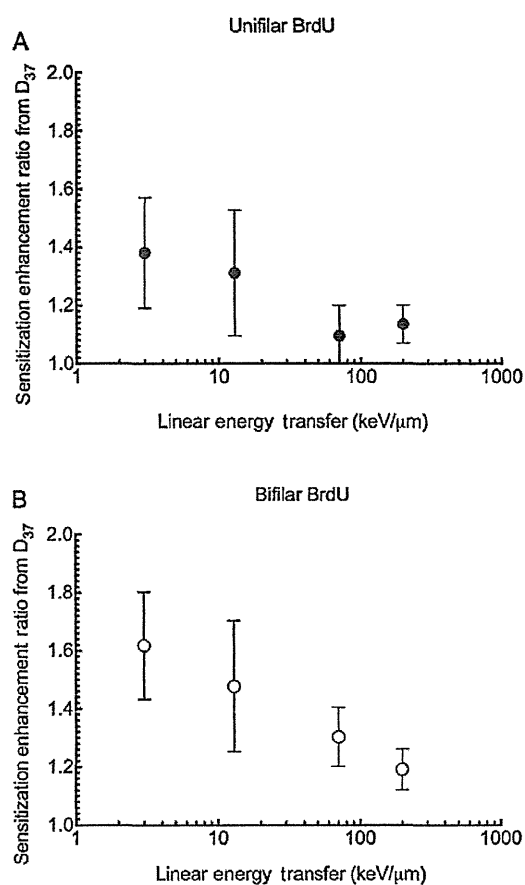 Unifilar BrdU
A
Sensitization enhancement ratio from D37
2.0
1.8
1.6
1.4
1.2
1.0
1 10 100 1000
Linear energy transfer (keV/μm)
Bifilar BrdU
B
Sensitization enhancement ratio from D37
2.0
1.8
1.6
1.4
1.2
1.0
1 10 100 1000
Linear energy transfer (keV/μm)